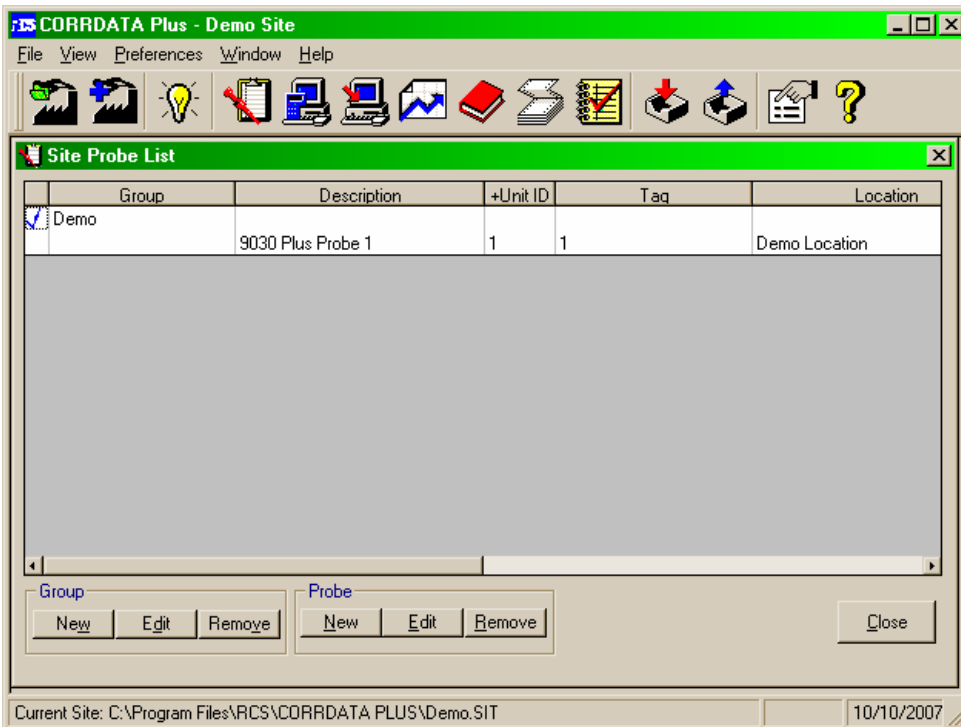 RCS CORRDATA Plus - Demo Site
File View Preferences Window Help
Site Probe List
Group Description +Unit ID Tag Location
Demo
9030 Plus Probe 1 1 1 Demo Location
Group Probe
New Edit Remove New Edit Remove Close
Current Site: C:\Program Files\RCS\CORRDATA PLUS\Demo.SIT 10/10/2007